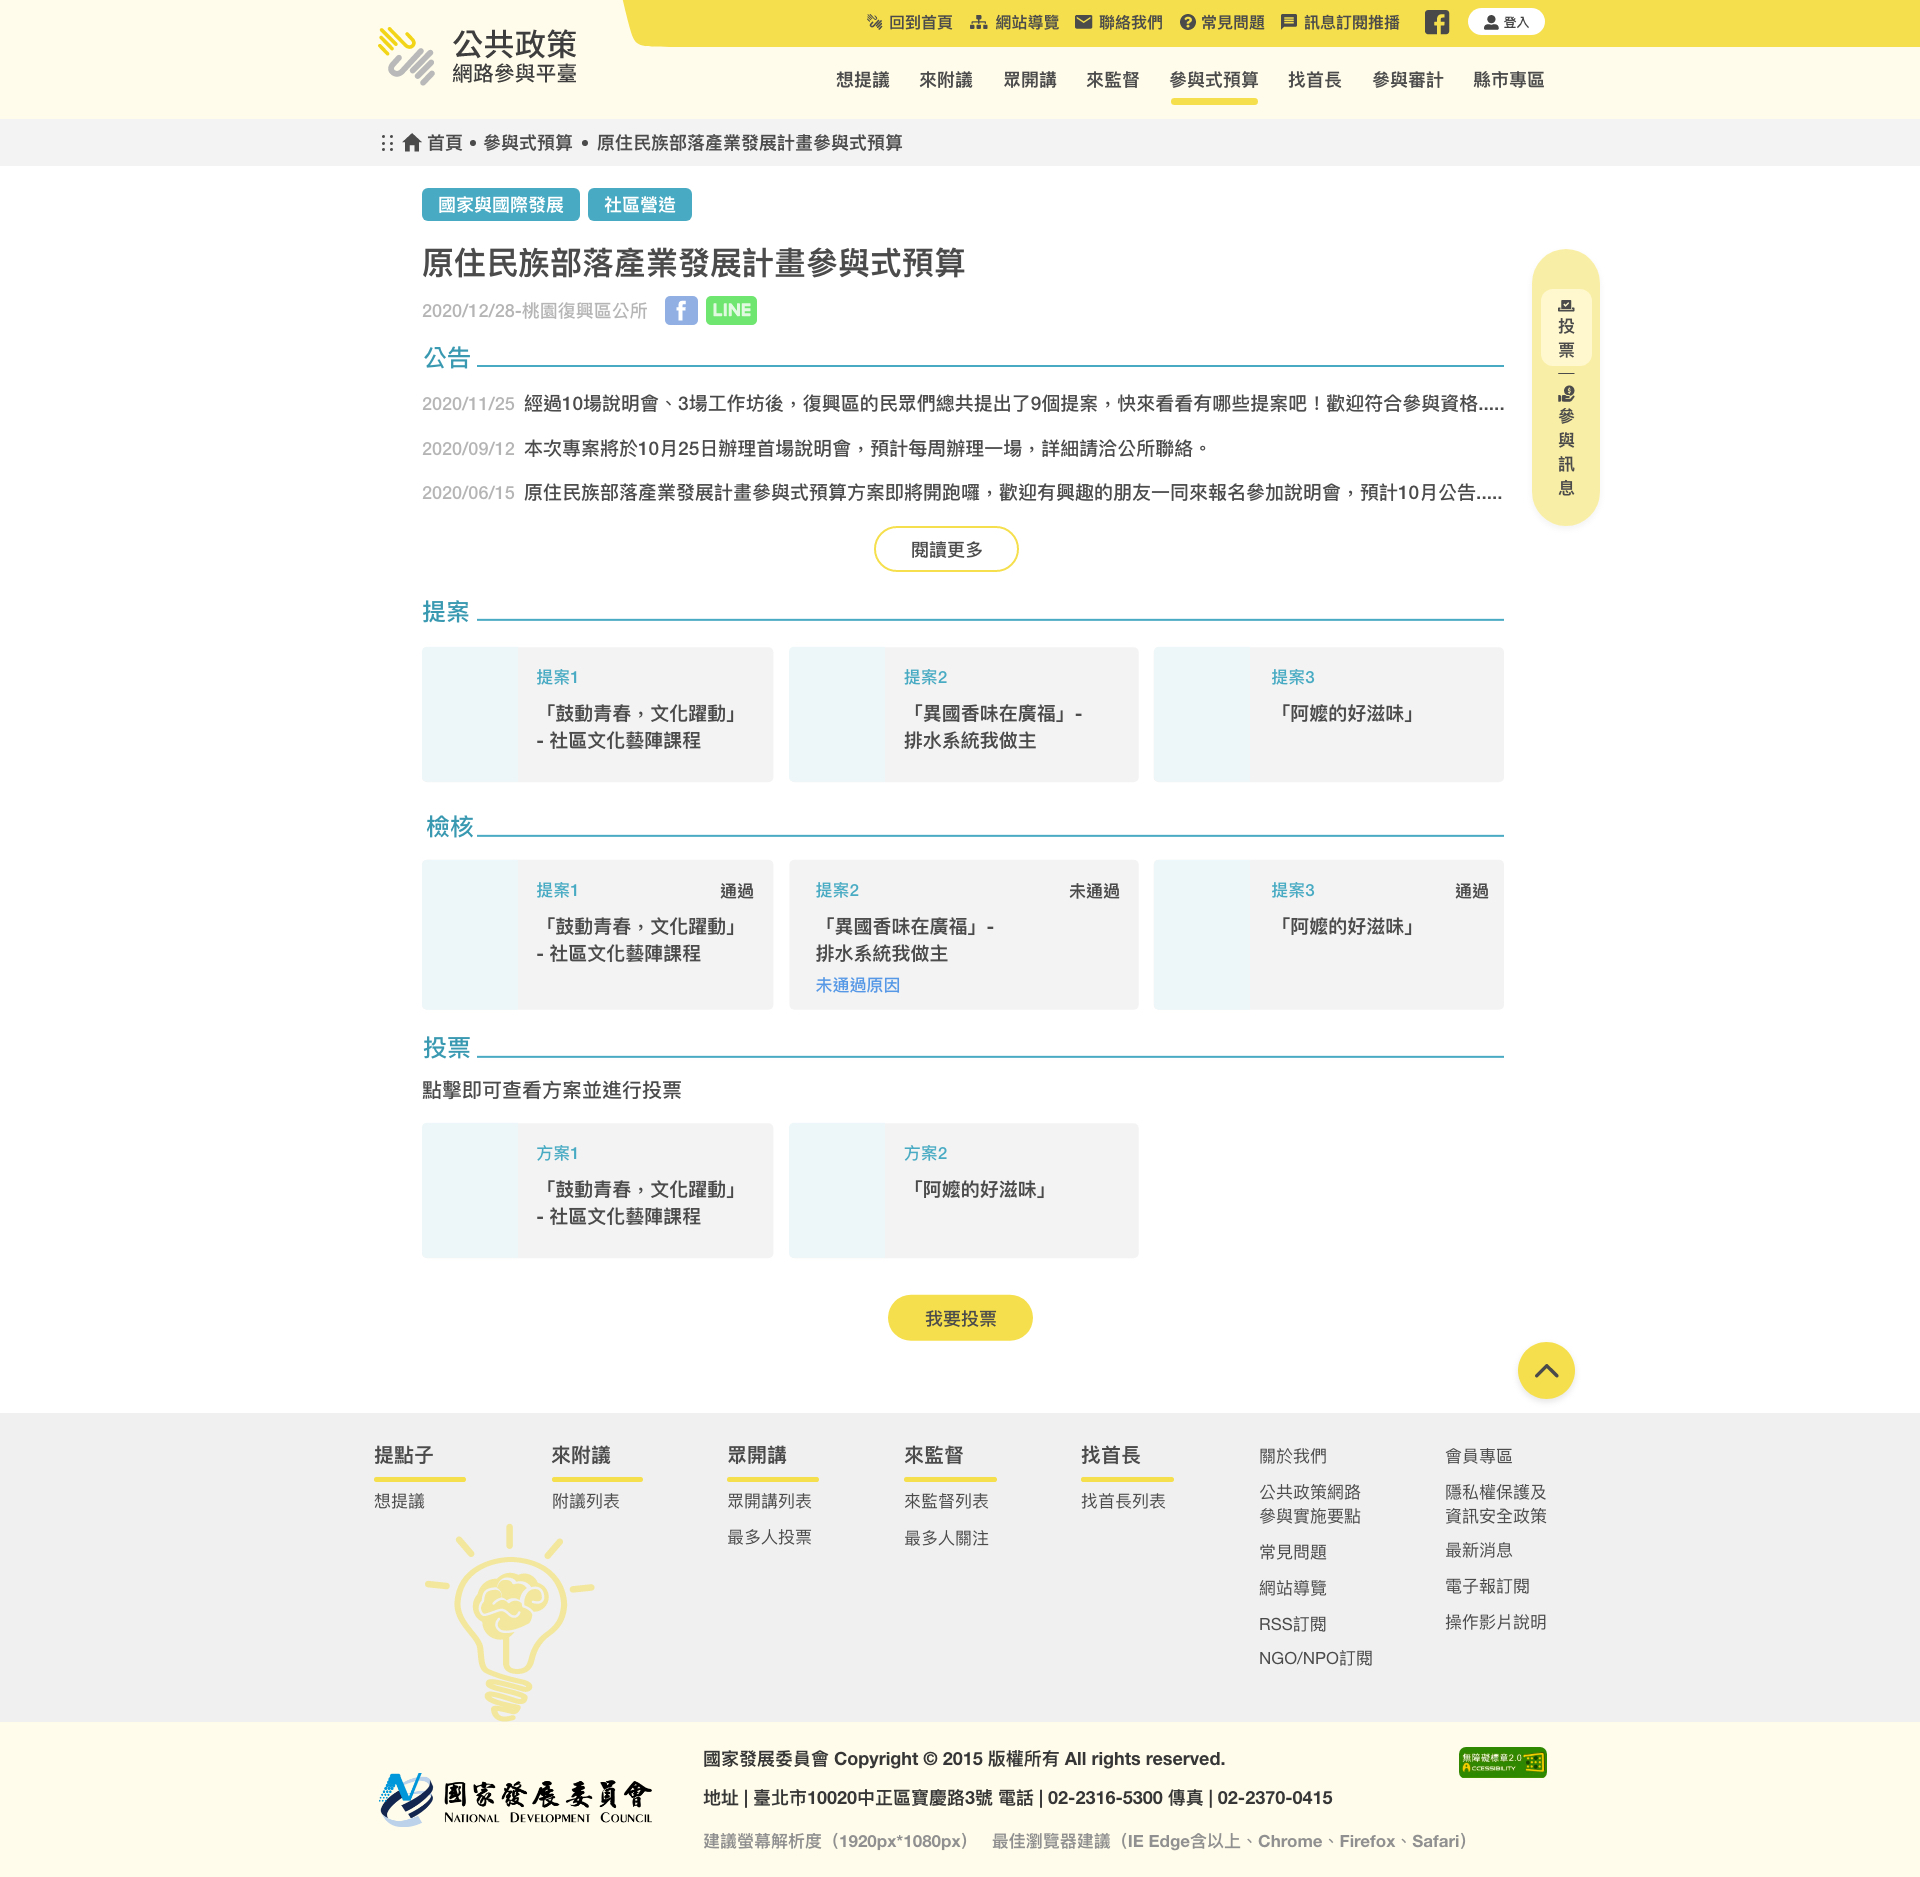 公共政策
網路參與平臺
回到首頁 網站導覽 聯絡我們 常見問題 訊息訂閱推播 登入
想提議 來附議 眾開講 來監督 參與式預算 找首長 參與審計 縣市專區
首頁 • 參與式預算 • 原住民族部落產業發展計畫參與式預算
國家與國際發展 社區營造
原住民族部落產業發展計畫參與式預算
2020/12/28-桃園復興區公所 f LINE
投票
參與訊息
公告
2020/11/25 經過10場說明會、3場工作坊後，復興區的民眾們總共提出了9個提案，快來看看有哪些提案吧！歡迎符合參與資格.....
2020/09/12 本次專案將於10月25日辦理首場說明會，預計每周辦理一場，詳細請洽公所聯絡。
2020/06/15 原住民族部落產業發展計畫參與式預算方案即將開跑囉，歡迎有興趣的朋友一同來報名參加說明會，預計10月公告.....
閱讀更多
提案
提案1
「鼓動青春，文化躍動」
- 社區文化藝陣課程
提案2
「異國香味在廣福」-
排水系統我做主
提案3
「阿嬤的好滋味」
檢核
提案1 通過
「鼓動青春，文化躍動」
- 社區文化藝陣課程
提案2 未通過
「異國香味在廣福」-
排水系統我做主
未通過原因
提案3 通過
「阿嬤的好滋味」
投票
點擊即可查看方案並進行投票
方案1
「鼓動青春，文化躍動」
- 社區文化藝陣課程
方案2
「阿嬤的好滋味」
我要投票
提點子
想提議
來附議
附議列表
眾開講
眾開講列表
最多人投票
來監督
來監督列表
最多人關注
找首長
找首長列表
關於我們
公共政策網路
參與實施要點
常見問題
網站導覽
RSS訂閱
NGO/NPO訂閱
會員專區
隱私權保護及
資訊安全政策
最新消息
電子報訂閱
操作影片說明
國家發展委員會
NATIONAL DEVELOPMENT COUNCIL
國家發展委員會 Copyright © 2015 版權所有 All rights reserved.
地址 | 臺北市10020中正區寶慶路3號 電話 | 02-2316-5300 傳真 | 02-2370-0415
建議螢幕解析度（1920px*1080px） 最佳瀏覽器建議（IE Edge含以上、Chrome、Firefox、Safari）
無障礙標章2.0
ACCESSIBILITY